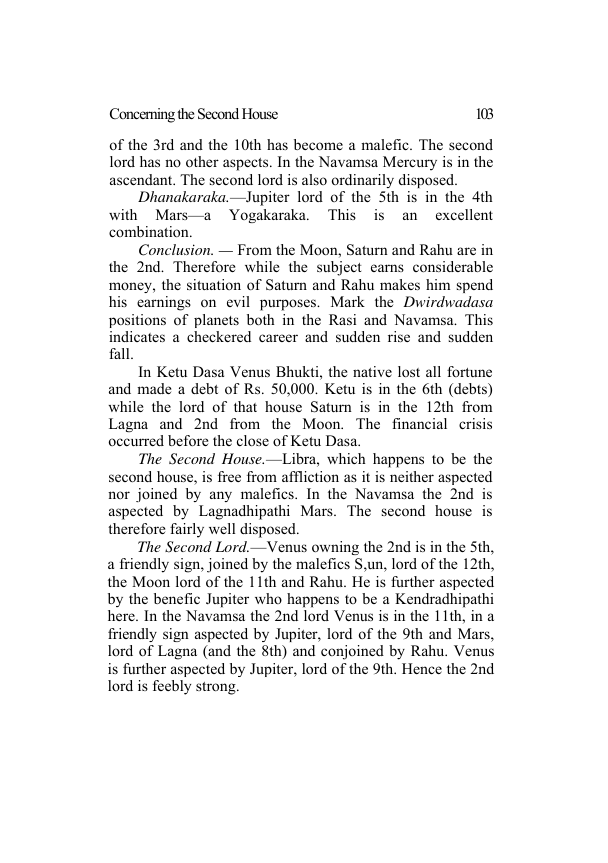 Concerning the Second House 103
of the 3rd and the 10th has become a malefic. The second
lord has no other aspects. In the Navamsa Mercury is in the
ascendant. The second lord is also ordinarily disposed.
Dhanakaraka.—Jupiter lord of the 5th is in the 4th
with Mars—a Yogakaraka. This is an excellent
combination.
Conclusion. — From the Moon, Saturn and Rahu are in
the 2nd. Therefore while the subject earns considerable
money, the situation of Saturn and Rahu makes him spend
his earnings on evil purposes. Mark the Dwirdwadasa
positions of planets both in the Rasi and Navamsa. This
indicates a checkered career and sudden rise and sudden
fall.
In Ketu Dasa Venus Bhukti, the native lost all fortune
and made a debt of Rs. 50,000. Ketu is in the 6th (debts)
while the lord of that house Saturn is in the 12th from
Lagna and 2nd from the Moon. The financial crisis
occurred before the close of Ketu Dasa.
The Second House.—Libra, which happens to be the
second house, is free from affliction as it is neither aspected
nor joined by any malefics. In the Navamsa the 2nd is
aspected by Lagnadhipathi Mars. The second house is
therefore fairly well disposed.
The Second Lord.—Venus owning the 2nd is in the 5th,
a friendly sign, joined by the malefics S,un, lord of the 12th,
the Moon lord of the 11th and Rahu. He is further aspected
by the benefic Jupiter who happens to be a Kendradhipathi
here. In the Navamsa the 2nd lord Venus is in the 11th, in a
friendly sign aspected by Jupiter, lord of the 9th and Mars,
lord of Lagna (and the 8th) and conjoined by Rahu. Venus
is further aspected by Jupiter, lord of the 9th. Hence the 2nd
lord is feebly strong.